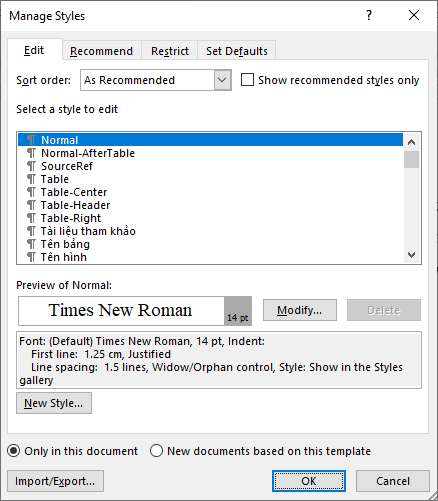 Manage Styles
?
Edit
Recommend
Restrict
Set Defaults
Sort order:
As Recommended
Show recommended styles only
Select a style to edit
¶ Normal
¶ Normal-AfterTable
¶ SourceRef
¶ Table
¶ Table-Center
¶ Table-Header
¶ Table-Right
¶ Tài liệu tham khảo
¶ Tên bảng
¶ Tên hình
Preview of Normal:
Times New Roman
14 pt
Modify...
Delete
Font: (Default) Times New Roman, 14 pt, Indent:
First line: 1.25 cm, Justified
Line spacing: 1.5 lines, Widow/Orphan control, Style: Show in the Styles
gallery
New Style...
Only in this document
New documents based on this template
Import/Export...
OK
Cancel